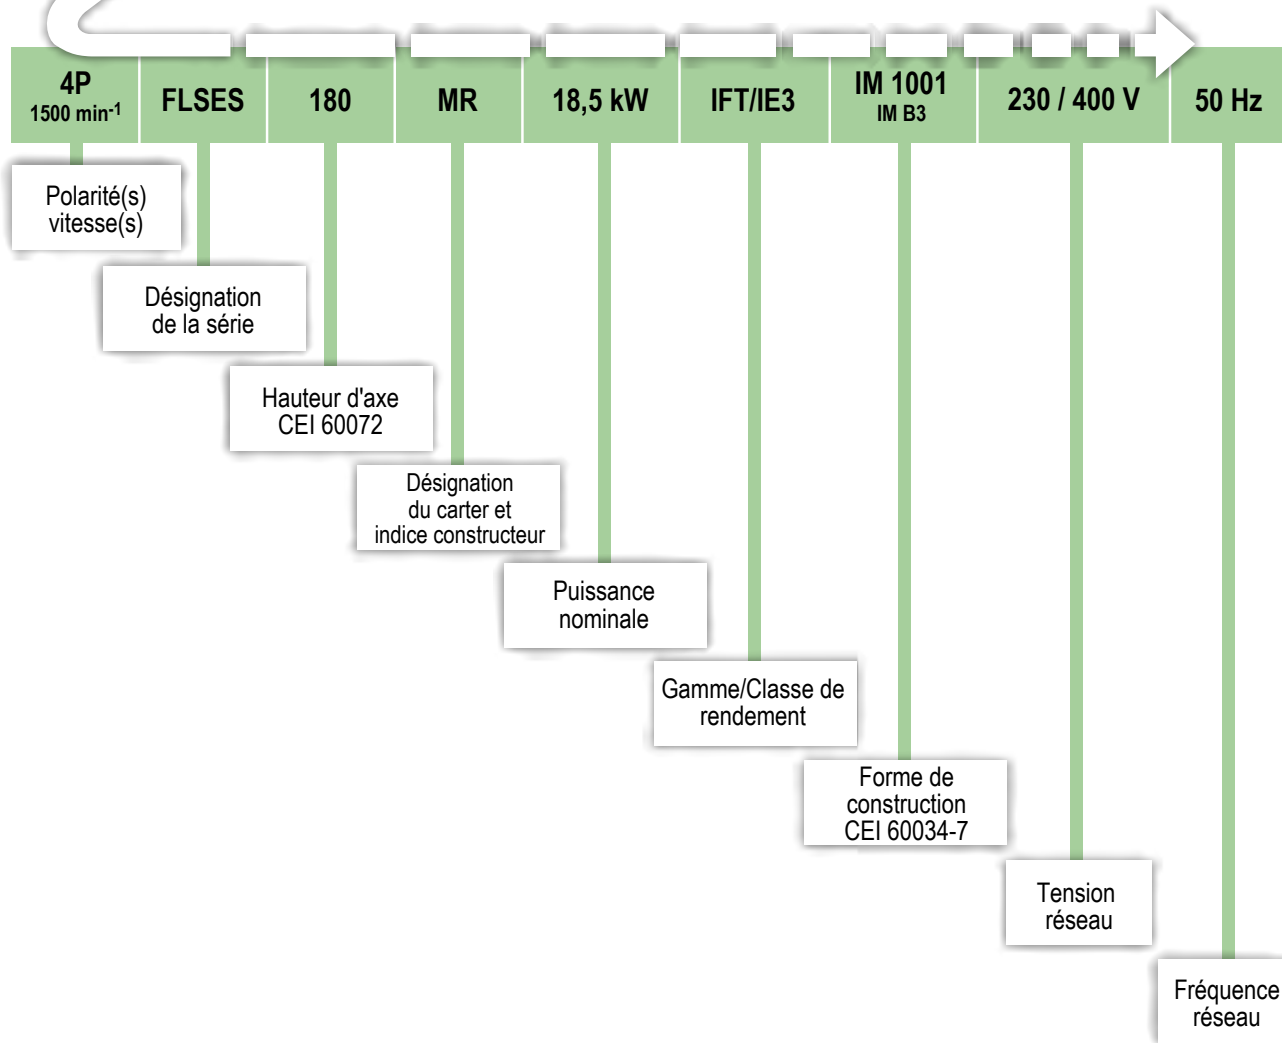 4P
1500 min-1
FLSES
180
MR
18,5 kW
IFT/IE3
IM 1001
IM B3
230 / 400 V
50 Hz
Polarité(s)
vitesse(s)
Désignation
de la série
Hauteur d'axe
CEI 60072
Désignation
du carter et
indice constructeur
Puissance
nominale
Gamme/Classe de
rendement
Forme de
construction
CEI 60034-7
Tension
réseau
Fréquence
réseau